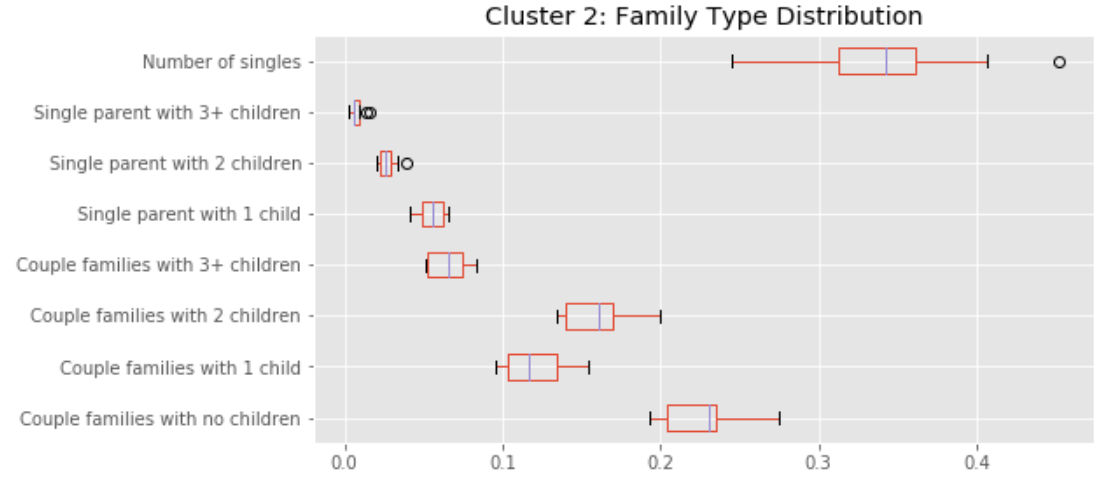 Cluster 2: Family Type Distribution
Number of singles
Single parent with 3+ children
Single parent with 2 children
Single parent with 1 child
Couple families with 3+ children
Couple families with 2 children
Couple families with 1 child
Couple families with no children
0.0 0.1 0.2 0.3 0.4